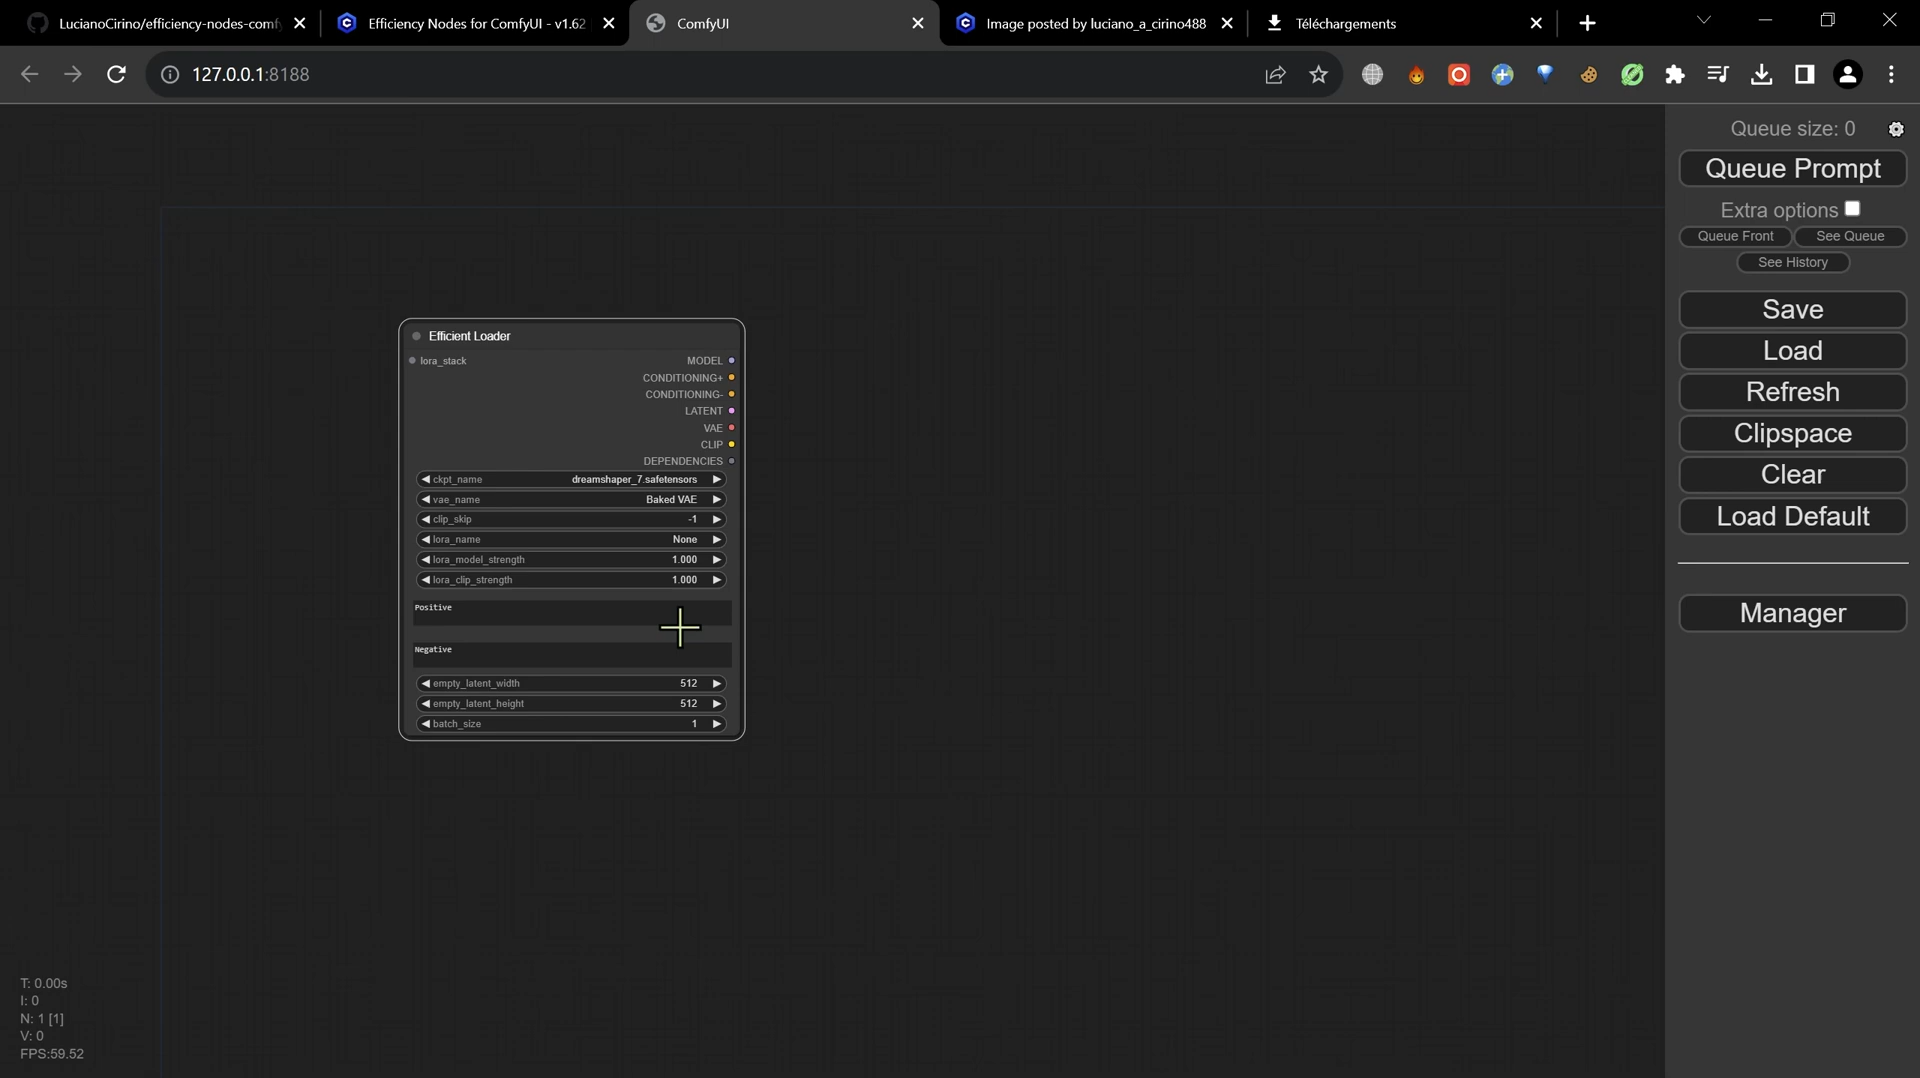 LucianoCirino/efficiency-nodes-comf
Efficiency Nodes for ComfyUI - v1.62
ComfyUI
Image posted by luciano_a_cirino488
Téléchargements
127.0.0.1:8188
Queue size: 0
Queue Prompt
Extra options
Queue Front
See Queue
See History
Save
Load
Refresh
Clipspace
Clear
Load Default
Manager
Efficient Loader
lora_stack
MODEL
CONDITIONING+
CONDITIONING-
LATENT
VAE
CLIP
DEPENDENCIES
ckpt_name dreamshaper_7.safetensors
vae_name Baked VAE
clip_skip -1
lora_name None
lora_model_strength 1.000
lora_clip_strength 1.000
Positive
Negative
empty_latent_width 512
empty_latent_height 512
batch_size 1
T: 0.00s
I: 0
N: 1 [1]
V: 0
FPS:59.52